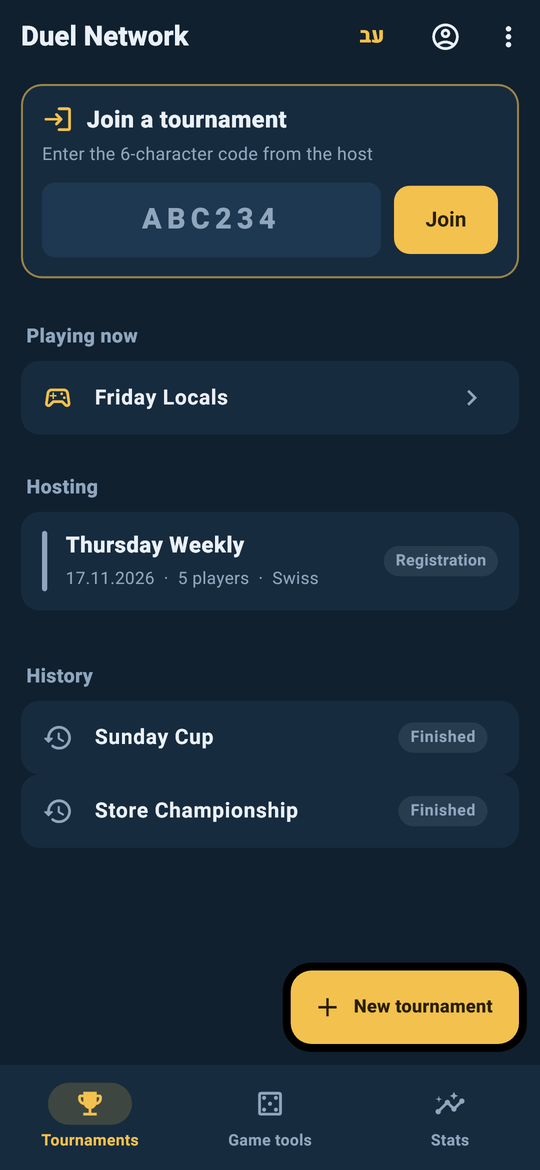 Duel Network
עב
Join a tournament
Enter the 6-character code from the host
ABC234
Join
Playing now
Friday Locals
Hosting
Thursday Weekly
17.11.2026 · 5 players · Swiss
Registration
History
Sunday Cup
Finished
Store Championship
Finished
New tournament
Tournaments
Game tools
Stats